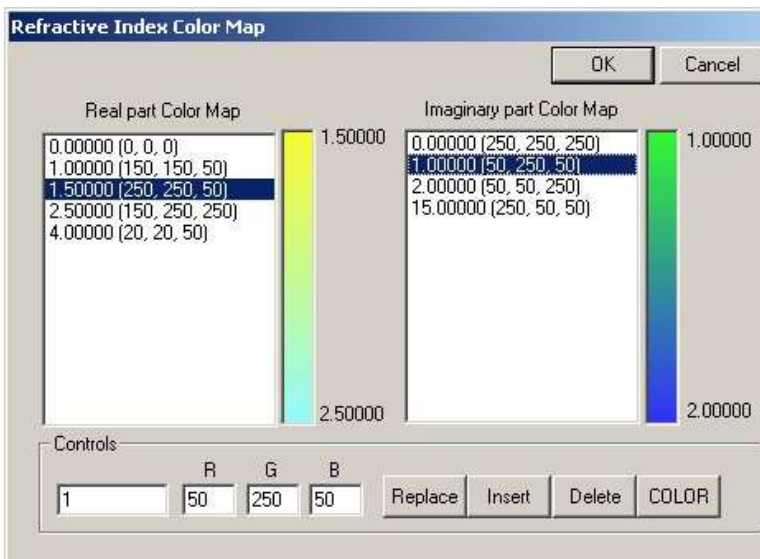 Refractive Index Color Map
OK Cancel
Real part Color Map
0.00000 (0, 0, 0)
1.00000 (150, 150, 50)
1.50000 (250, 250, 50)
2.50000 (150, 250, 250)
4.00000 (20, 20, 50)
1.50000
2.50000
Imaginary part Color Map
0.00000 (250, 250, 250)
1.00000 (50, 250, 50)
2.00000 (50, 50, 250)
15.00000 (250, 50, 50)
1.00000
2.00000
Controls
R G B
1 50 250 50 Replace Insert Delete COLOR